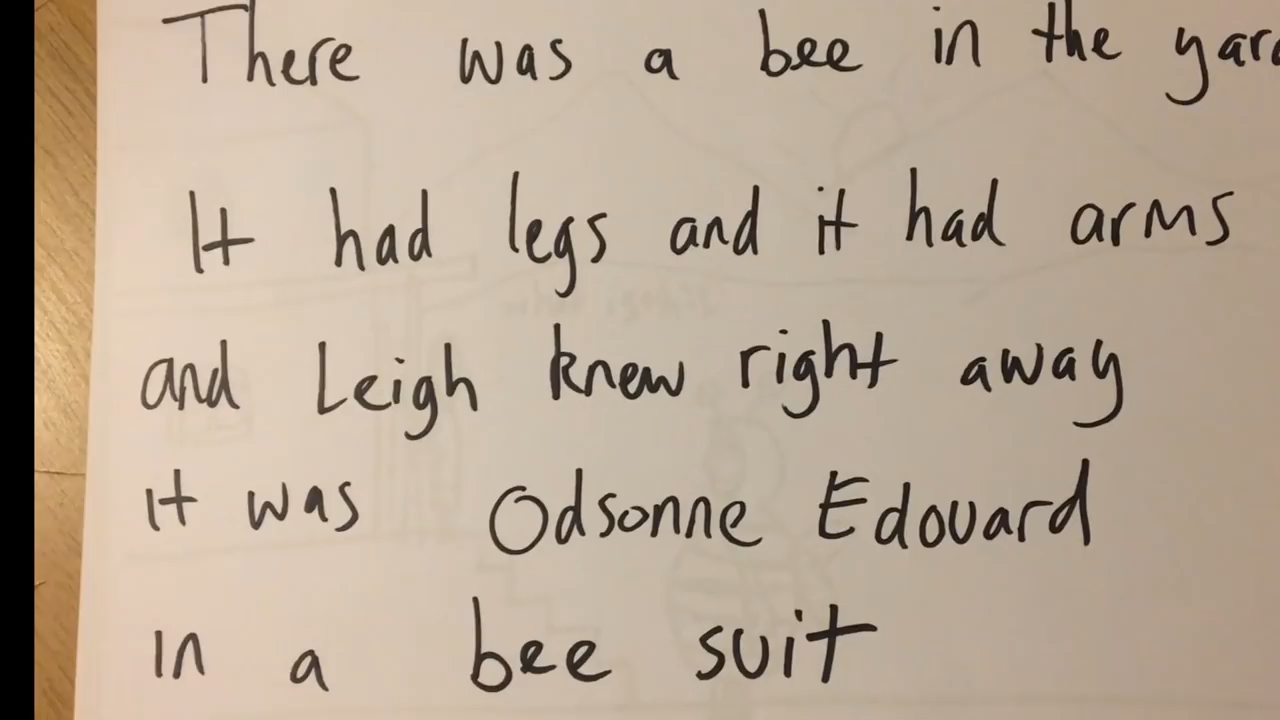 There was a bee in the yard
It had legs and it had arms
and Leigh knew right away
it was Odsonne Edouard
in a bee suit